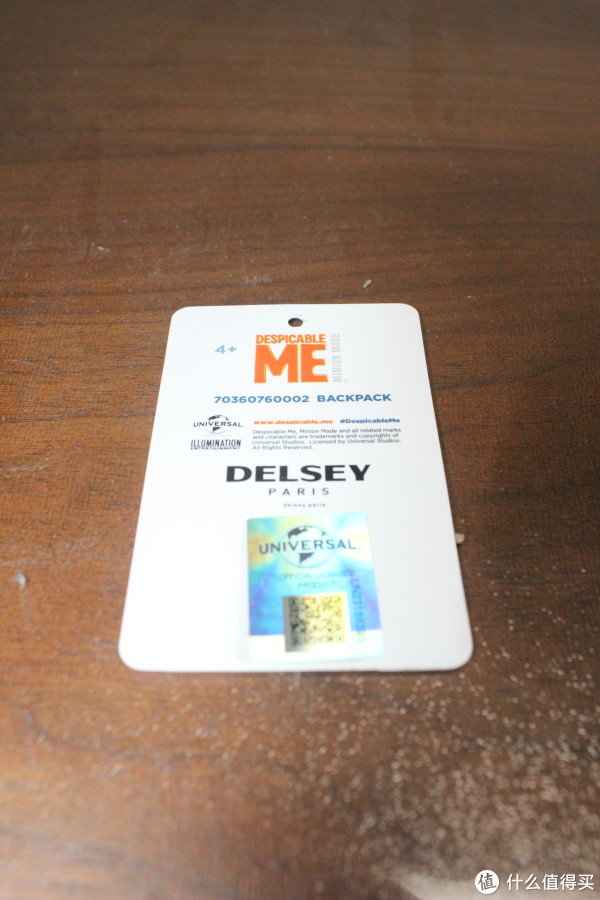 4+
DESPICABLE
ME
MINION MADE
70360760002 BACKPACK
UNIVERSAL
ILLUMINATION
ENTERTAINMENT
www.despicable.me #DespicableMe
Despicable Me, Minion Made and all related marks
and characters are trademarks and copyrights of
Universal Studios. Licensed by Universal Studios.
All Rights Reserved.
DELSEY
PARIS
delsey.paris
UNIVERSAL
OFFICIAL LICENSED
PRODUCT
值 什么值得买